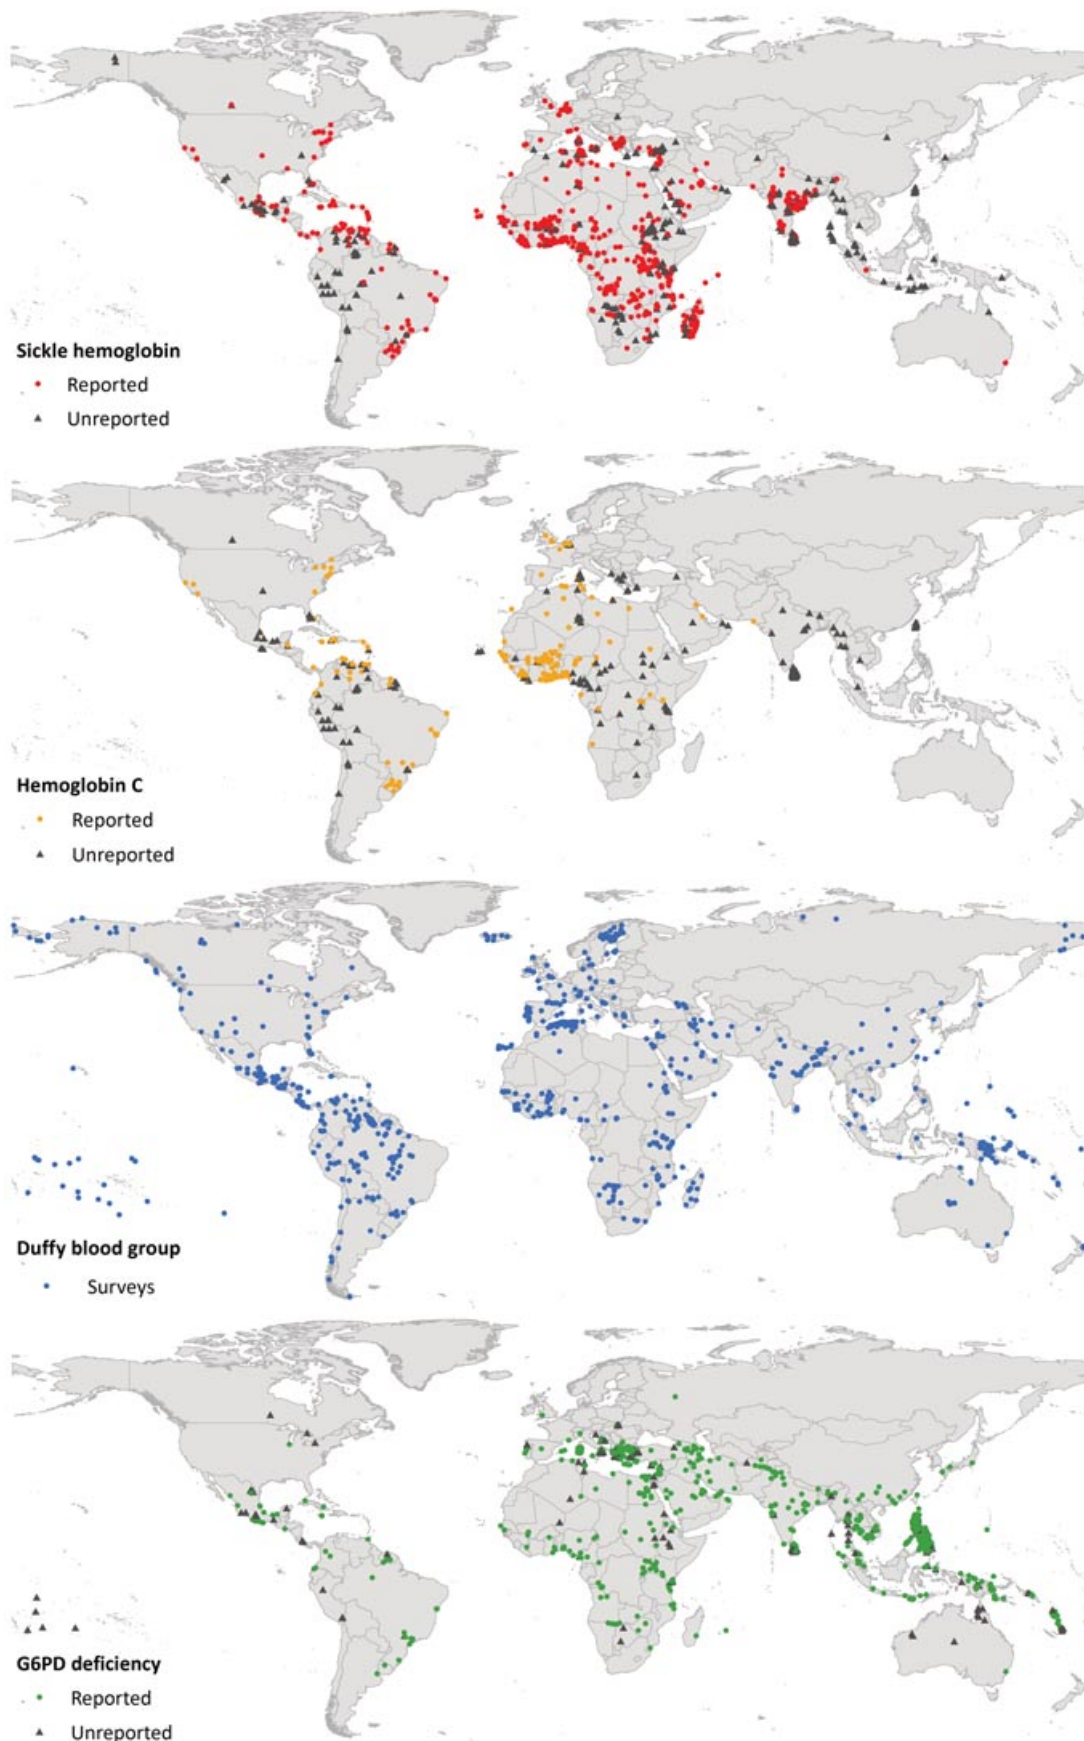 Sickle hemoglobin
Reported
Unreported
Hemoglobin C
Reported
Unreported
Duffy blood group
Surveys
G6PD deficiency
Reported
Unreported